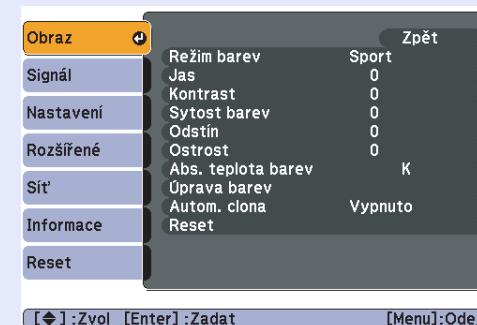 Obraz
Signál
Nastavení
Rozšířené
Síť
Informace
Reset
Zpět
Režim barev Sport
Jas 0
Kontrast 0
Sytost barev 0
Odstín 0
Ostrost 0
Abs. teplota barev K
Úprava barev
Autom. clona Vypnuto
Reset
[◆] :Zvol [Enter] :Zadat [Menu]:Ode